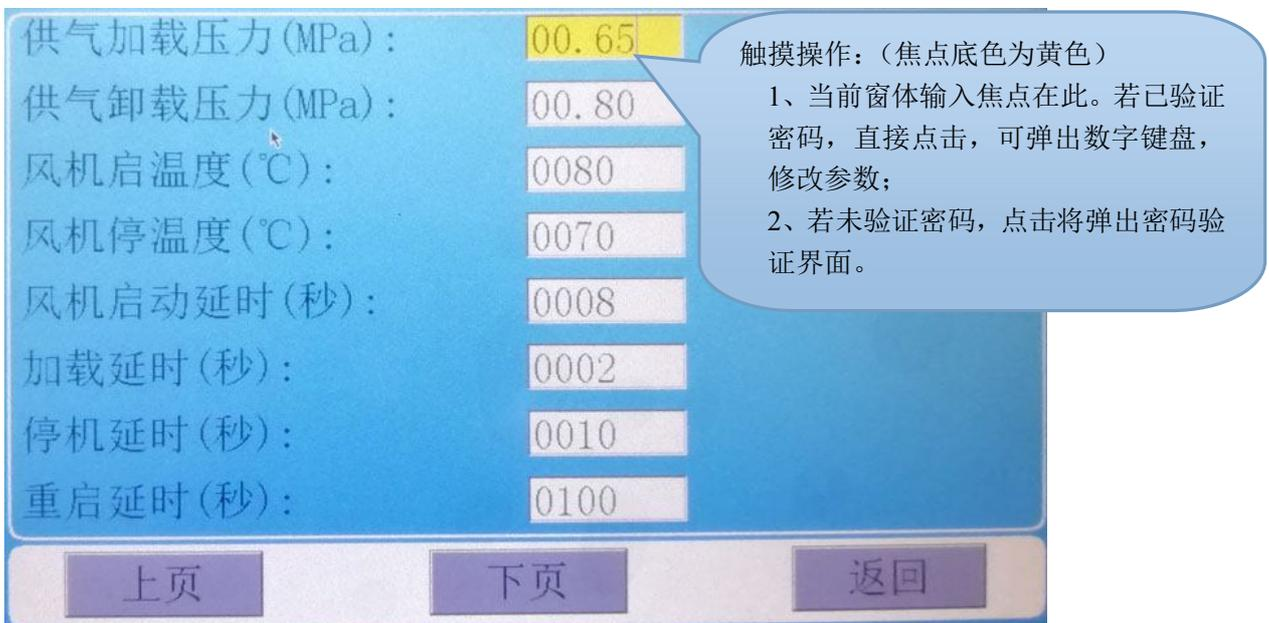 供气加载压力(MPa): 00.65
供气卸载压力(MPa): 00.80
风机启温度(℃): 0080
风机停温度(℃): 0070
风机启动延时(秒): 0008
加载延时(秒): 0002
停机延时(秒): 0010
重启延时(秒): 0100
上页 下页 返回
触摸操作:（焦点底色为黄色）
1、当前窗体输入焦点在此。若已验证
密码，直接点击，可弹出数字键盘，
修改参数；
2、若未验证密码，点击将弹出密码验
证界面。